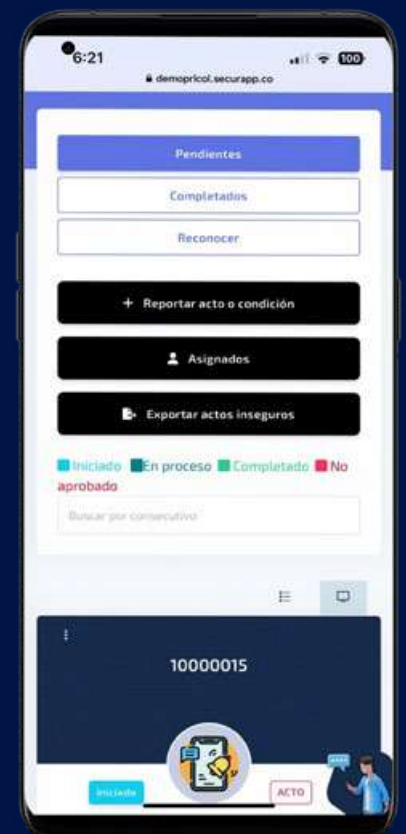 6:21
100
demopricol.securapp.co
Pendientes
Completados
Reconocer
+ Reportar acto o condición
Asignados
Exportar actos inseguros
Iniciado En proceso Completado No
aprobado
Buscar por consecutivo
10000015
Iniciado
ACTO